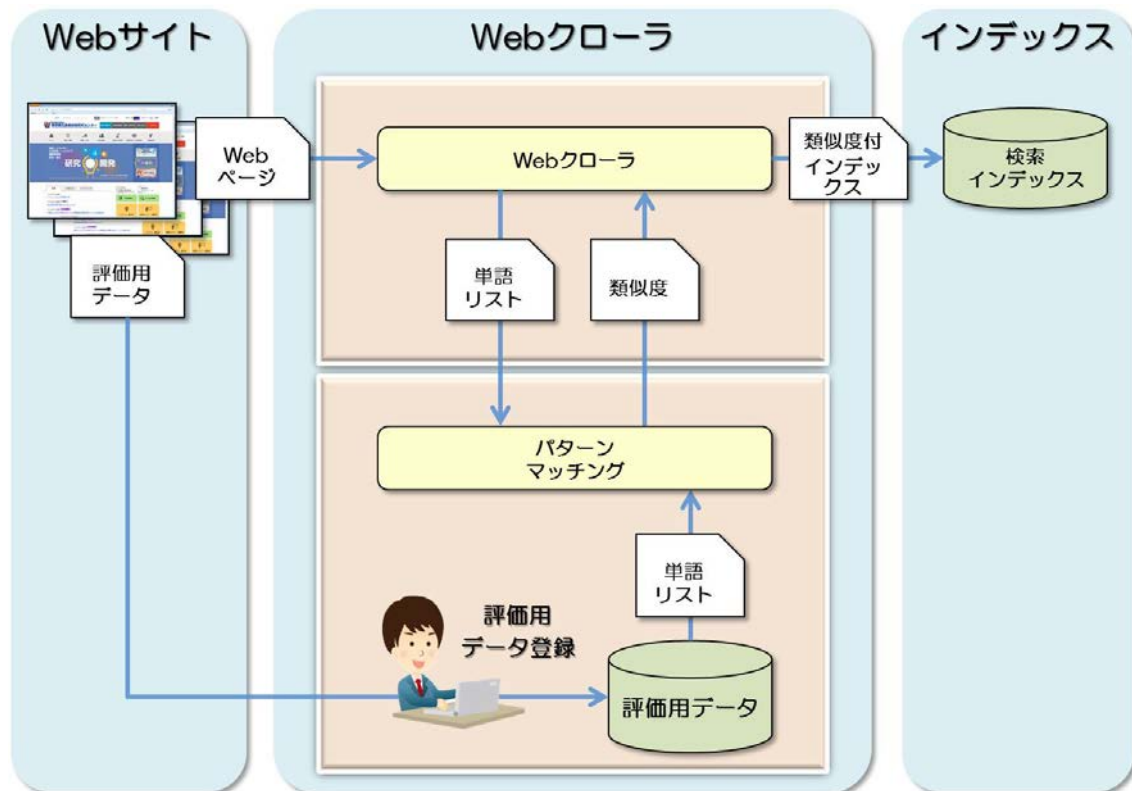 Webサイト
Webクローラ
インデックス
研究
開発
Web
ページ
Webクローラ
類似度付
インデッ
クス
検索
インデックス
評価用
データ
単語
リスト
類似度
パターン
マッチング
単語
リスト
評価用
データ登録
評価用データ